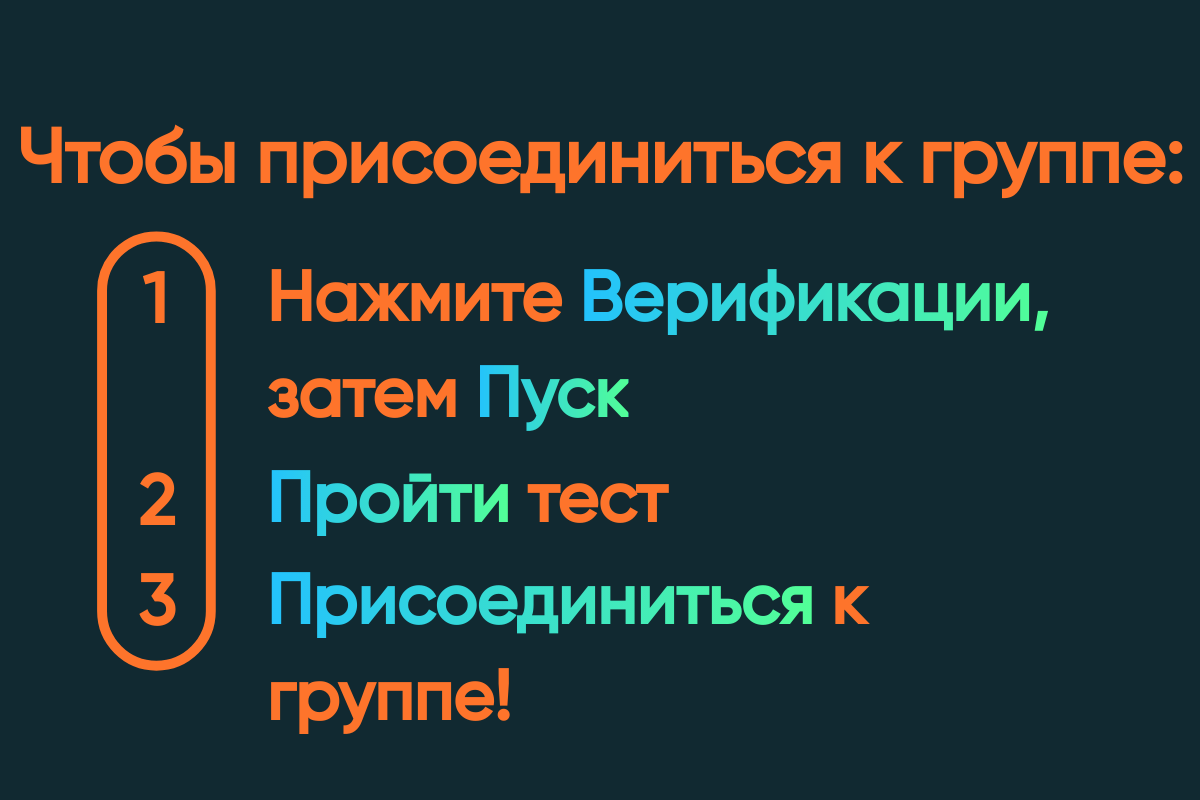 Чтобы присоединиться к группе:
1 Нажмите Верификации,
затем Пуск
2 Пройти тест
3 Присоединиться к
группе!